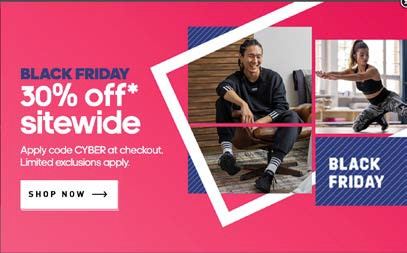 BLACK FRIDAY
30% off*
sitewide
Apply code CYBER at checkout.
Limited exclusions apply.
SHOP NOW
BLACK
FRIDAY